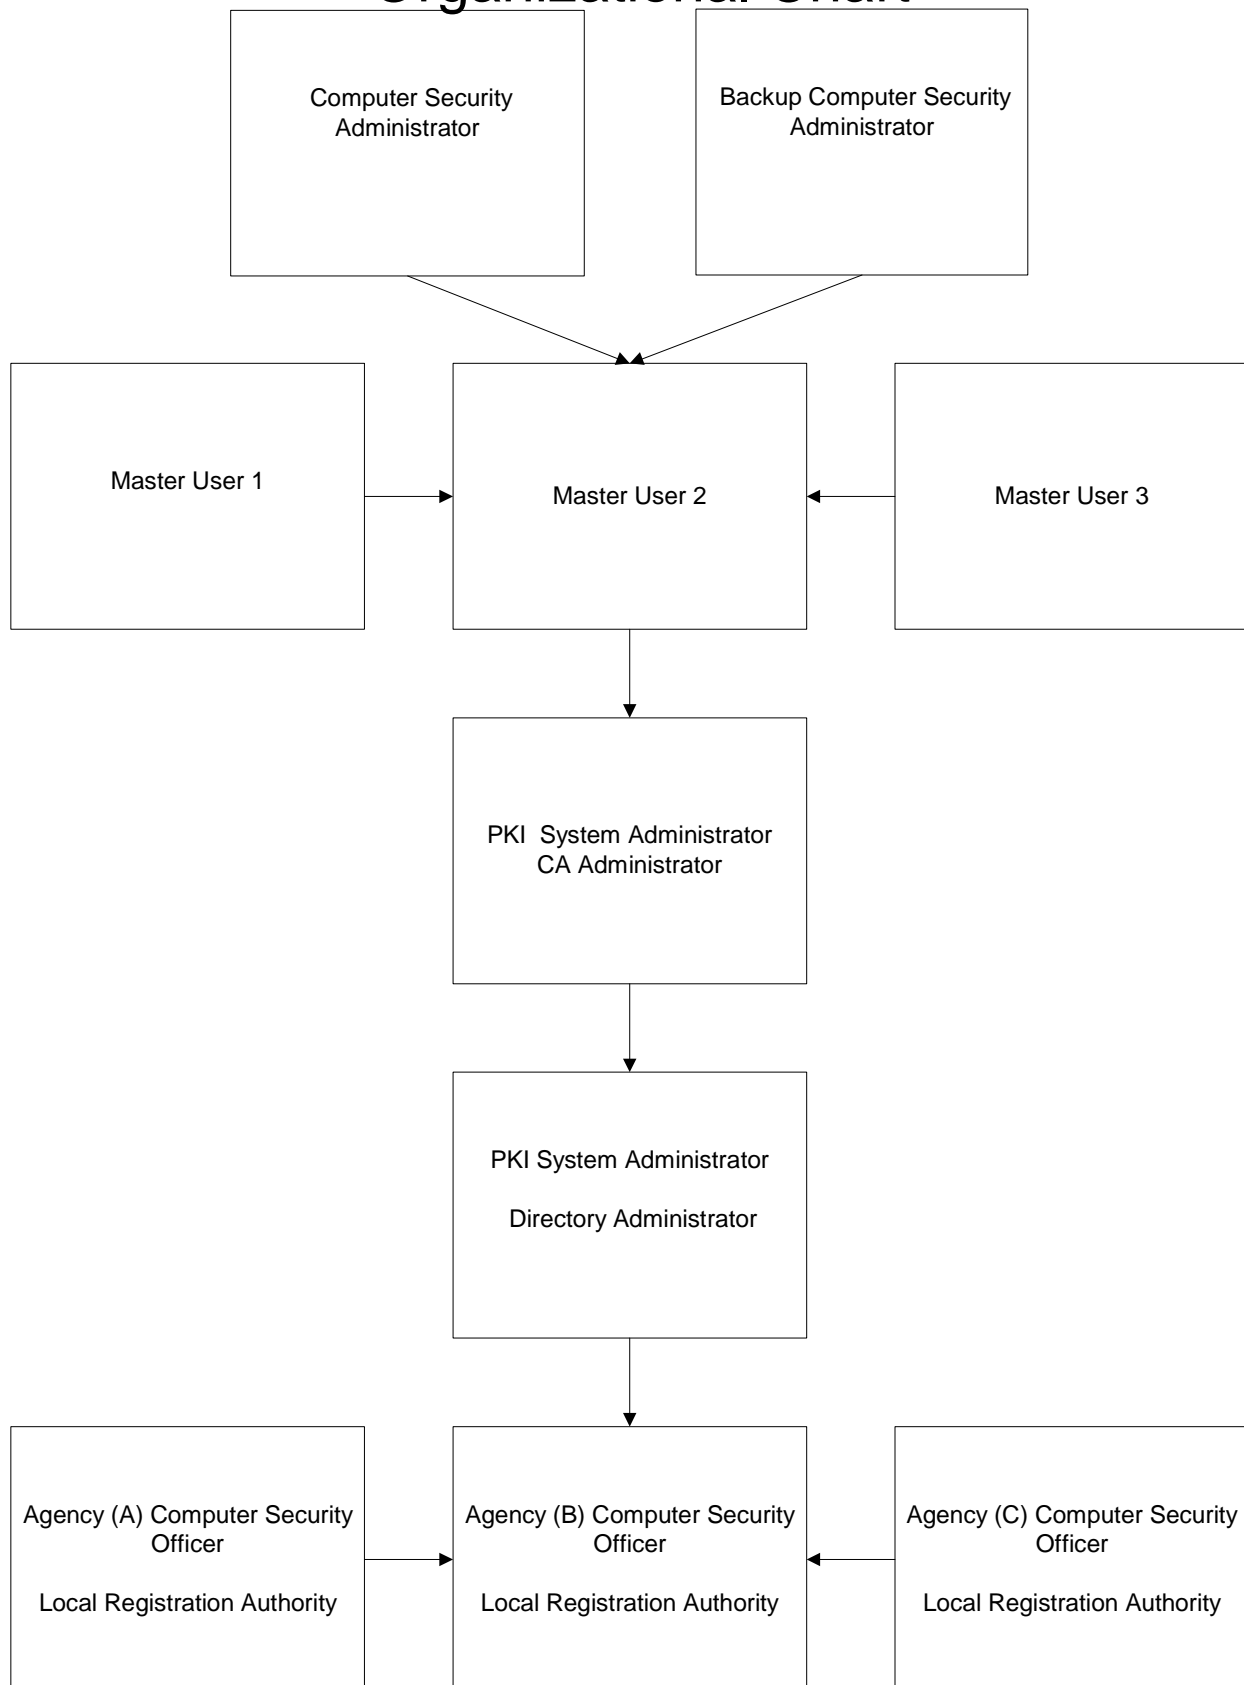 Organizational Chart
Computer Security
Administrator
Backup Computer Security
Administrator
Master User 1
Master User 2
Master User 3
PKI System Administrator
CA Administrator
PKI System Administrator
Directory Administrator
Agency (A) Computer Security
Officer
Local Registration Authority
Agency (B) Computer Security
Officer
Local Registration Authority
Agency (C) Computer Security
Officer
Local Registration Authority